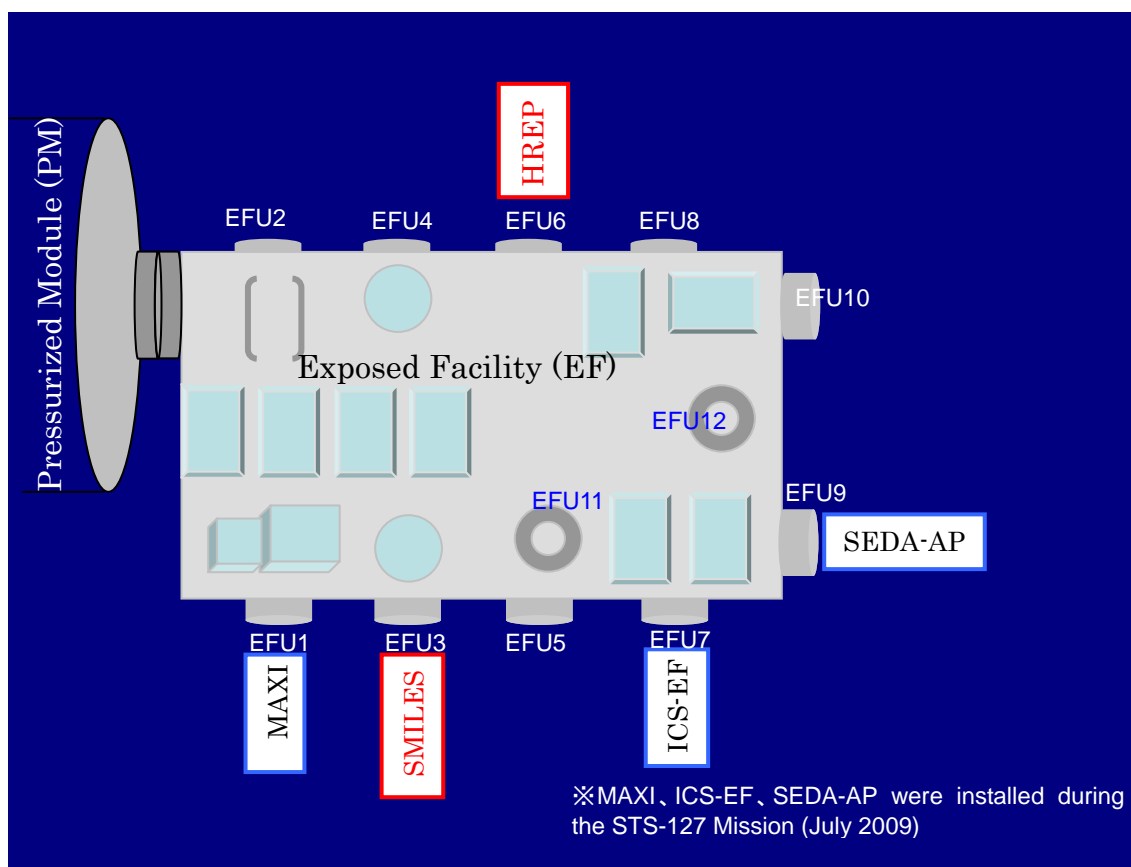 Pressurized Module (PM)
HREP
EFU2
EFU4
EFU6
EFU8
EFU10
Exposed Facility (EF)
EFU12
EFU11
EFU9
SEDA-AP
EFU1
EFU3
EFU5
EFU7
MAXI
SMILES
ICS-EF
※MAXI、ICS-EF、SEDA-AP were installed during
the STS-127 Mission (July 2009)